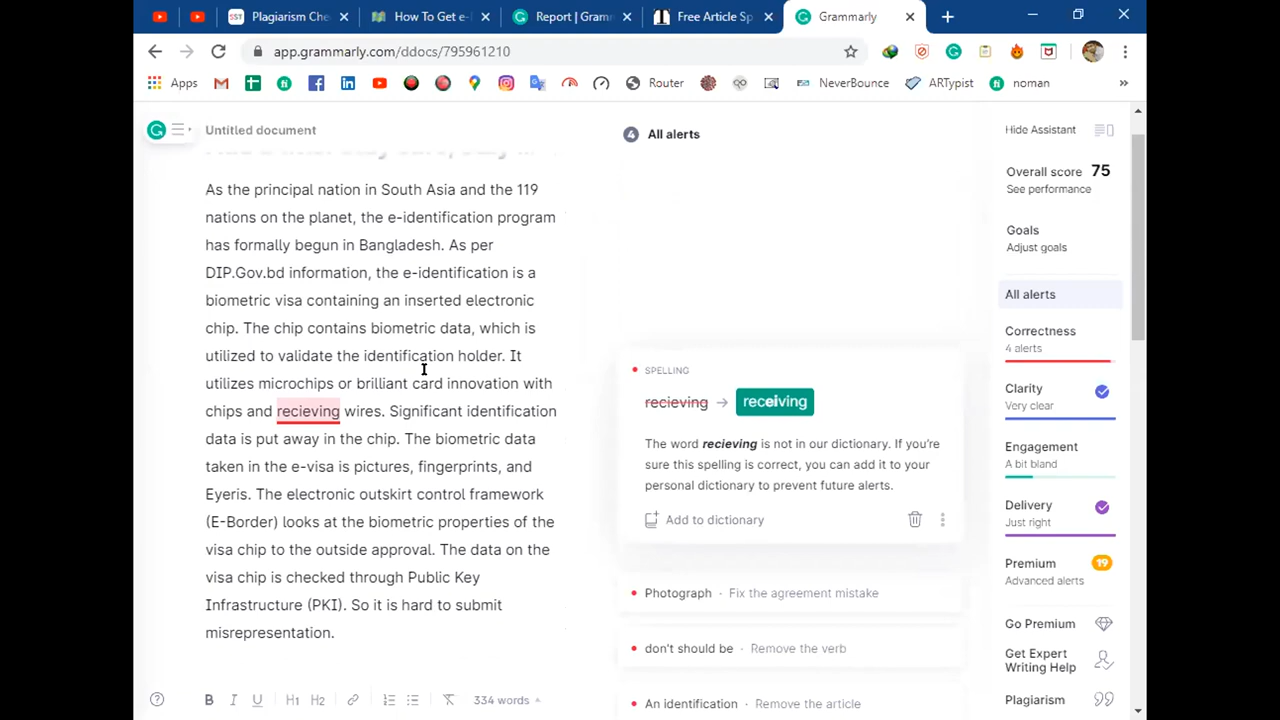 Plagiarism Che
How To Get e-
Report | Gramm
Free Article Sp
Grammarly
app.grammarly.com/ddocs/795961210
Apps
Router
NeverBounce
ARTypist
noman
Untitled document
4 All alerts
Hide Assistant
As the principal nation in South Asia and the 119
nations on the planet, the e-identification program
has formally begun in Bangladesh. As per
DIP.Gov.bd information, the e-identification is a
biometric visa containing an inserted electronic
chip. The chip contains biometric data, which is
utilized to validate the identification holder. It
utilizes microchips or brilliant card innovation with
chips and recieving wires. Significant identification
data is put away in the chip. The biometric data
taken in the e-visa is pictures, fingerprints, and
Eyeris. The electronic outskirt control framework
(E-Border) looks at the biometric properties of the
visa chip to the outside approval. The data on the
visa chip is checked through Public Key
Infrastructure (PKI). So it is hard to submit
misrepresentation.
B I U H1 H2
334 words
SPELLING
recieving → receiving
The word recieving is not in our dictionary. If you're
sure this spelling is correct, you can add it to your
personal dictionary to prevent future alerts.
Add to dictionary
Photograph · Fix the agreement mistake
don't should be · Remove the verb
An identification · Remove the article
Overall score 75
See performance
Goals
Adjust goals
All alerts
Correctness
4 alerts
Clarity
Very clear
Engagement
A bit bland
Delivery
Just right
Premium 19
Advanced alerts
Go Premium
Get Expert
Writing Help
Plagiarism